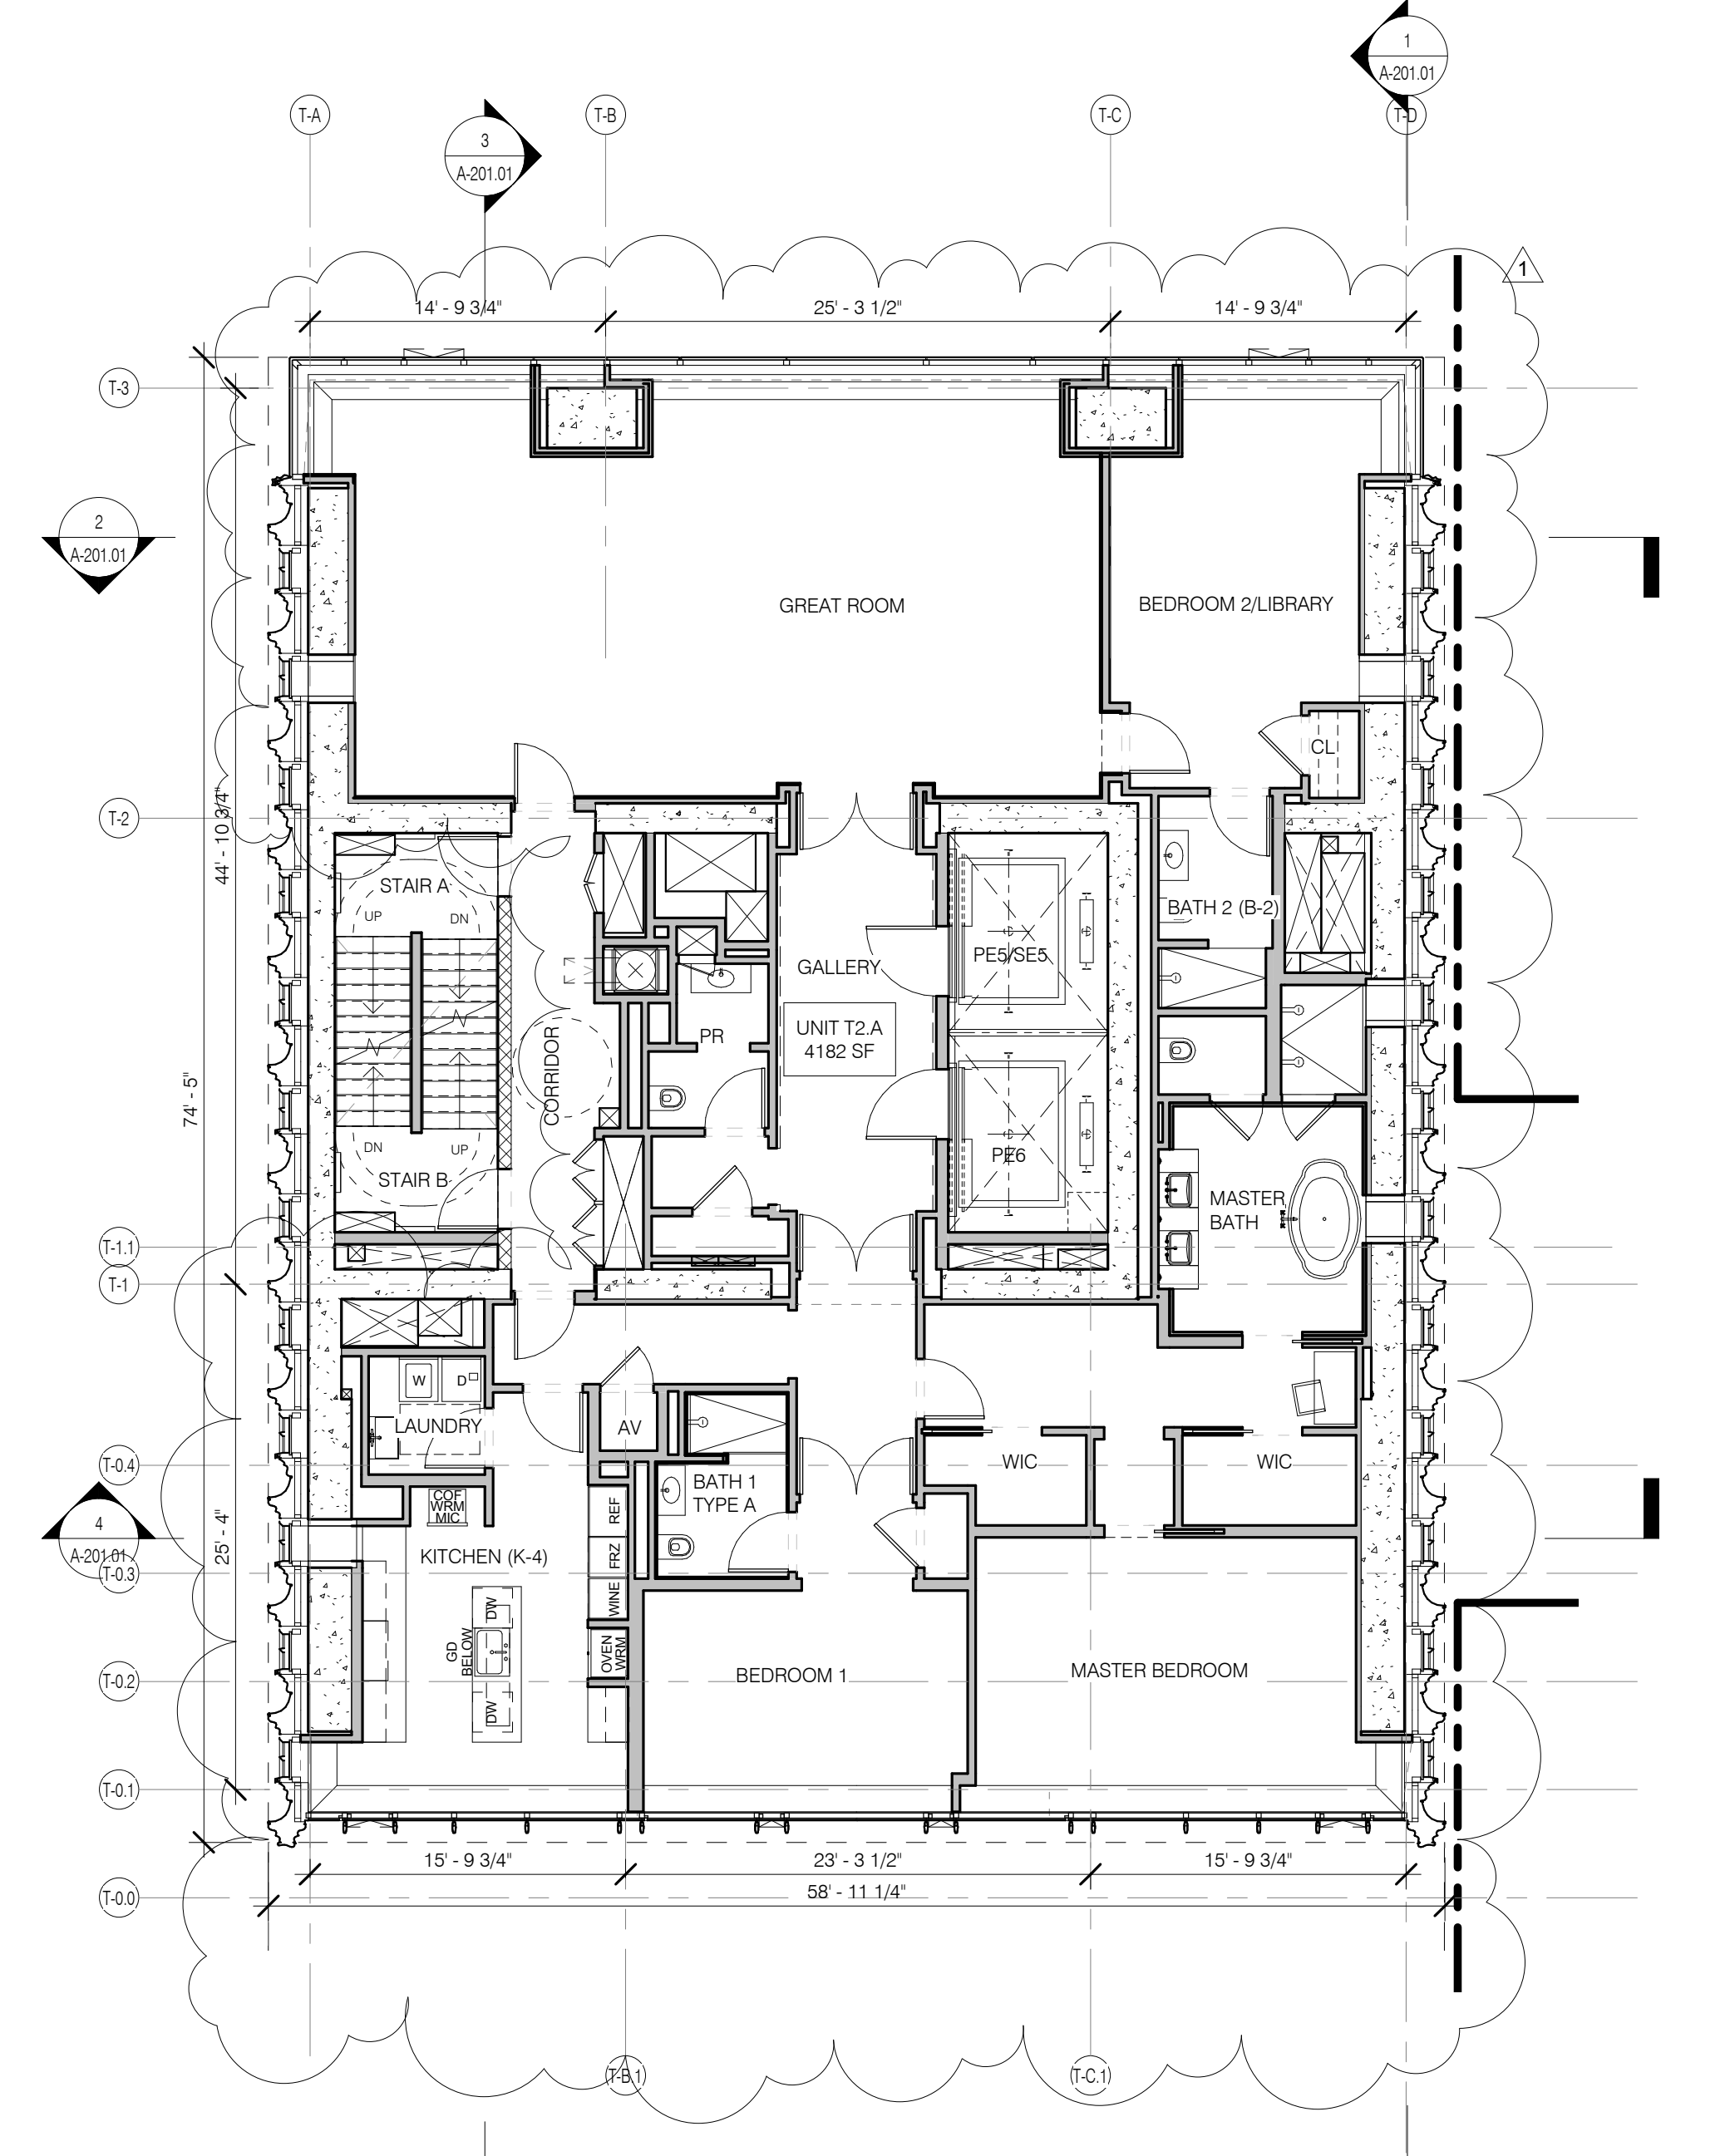 1
A-201.01
T-A
T-B
T-C
T-D
3
A-201.01
1
14' - 9 3/4"
25' - 3 1/2"
14' - 9 3/4"
T-3
2
A-201.01
GREAT ROOM
BEDROOM 2/LIBRARY
CL
T-2
44' - 10 3/4"
STAIR A
UP
DN
BATH 2 (B-2)
PE5/SE5
GALLERY
UNIT T2.A
4182 SF
PR
CORRIDOR
74' - 5"
DN
UP
STAIR B
PE6
MASTER
BATH
T-1.1
T-1
W
D
LAUNDRY
AV
WIC
WIC
T-0.4
BATH 1
TYPE A
COF
WRM
MIC
REF
4
A-201.01
25' - 4"
KITCHEN (K-4)
FRZ
T-0.3
WINE
DW
GD
BELOW
OVEN
WRM
BEDROOM 1
MASTER BEDROOM
T-0.2
DW
T-0.1
15' - 9 3/4"
23' - 3 1/2"
15' - 9 3/4"
58' - 11 1/4"
T-0.0
T-B.1
T-C.1